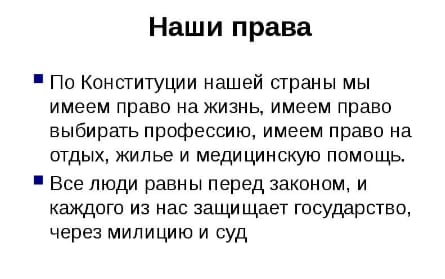 Наши права
По Конституции нашей страны мы
имеем право на жизнь, имеем право
выбирать профессию, имеем право на
отдых, жилье и медицинскую помощь.
Все люди равны перед законом, и
каждого из нас защищает государство,
через милицию и суд